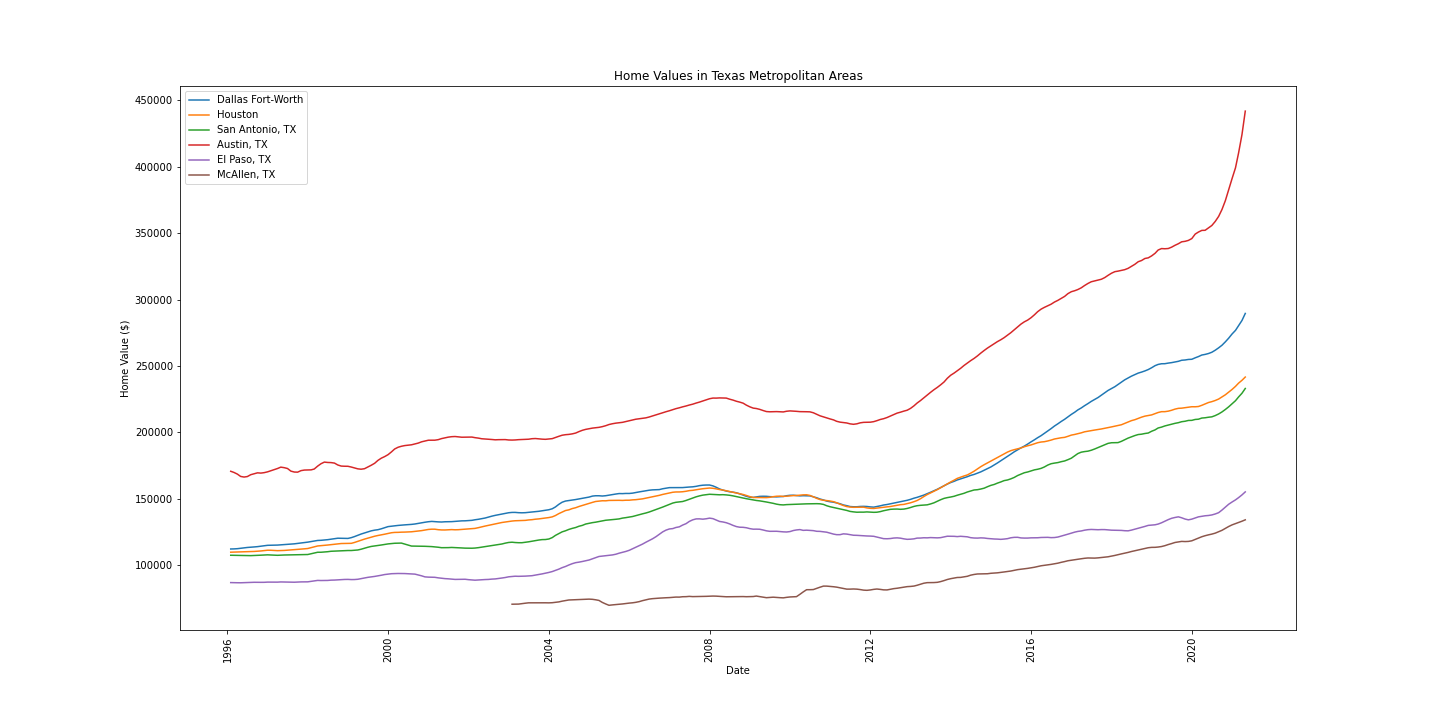 Home Values in Texas Metropolitan Areas
Dallas Fort-Worth
Houston
San Antonio, TX
Austin, TX
El Paso, TX
McAllen, TX
450000
400000
350000
300000
250000
200000
150000
100000
Home Value ($)
1996
2000
2004
2008
2012
2016
2020
Date